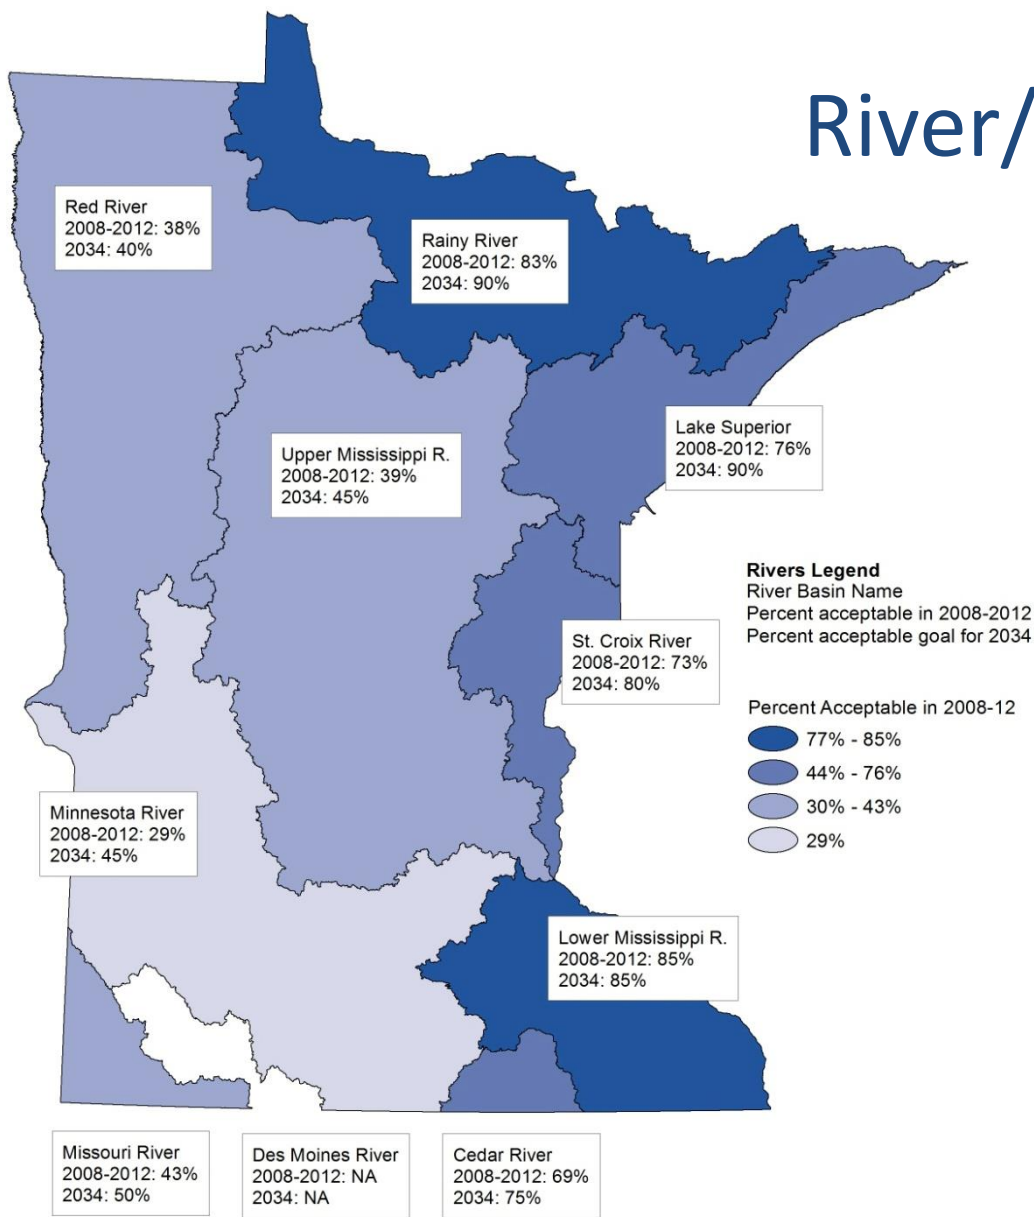 River/
Red River
2008-2012: 38%
2034: 40%
Rainy River
2008-2012: 83%
2034: 90%
Lake Superior
2008-2012: 76%
2034: 90%
Upper Mississippi R.
2008-2012: 39%
2034: 45%
Rivers Legend
River Basin Name
Percent acceptable in 2008-2012
Percent acceptable goal for 2034
St. Croix River
2008-2012: 73%
2034: 80%
Percent Acceptable in 2008-12
77% - 85%
44% - 76%
30% - 43%
29%
Minnesota River
2008-2012: 29%
2034: 45%
Lower Mississippi R.
2008-2012: 85%
2034: 85%
Missouri River
2008-2012: 43%
2034: 50%
Des Moines River
2008-2012: NA
2034: NA
Cedar River
2008-2012: 69%
2034: 75%